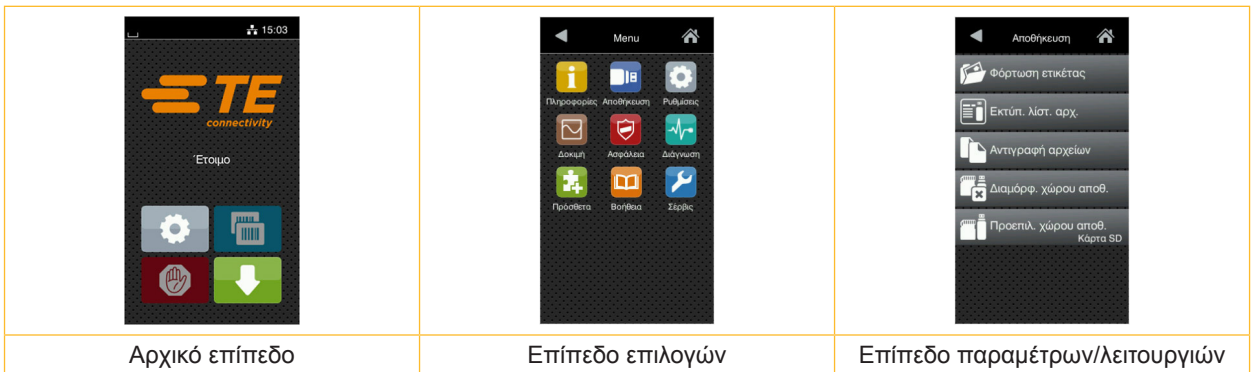 15:03
TE
connectivity
Έτοιμο
Menu
Πληροφορίες Αποθήκευση Ρυθμίσεις
Δοκιμή Ασφάλεια Διάγνωση
Πρόσθετα Βοήθεια Σέρβις
Αποθήκευση
Φόρτωση ετικέτας
Εκτύπ. λίστ. αρχ.
Αντιγραφή αρχείων
Διαμόρφ. χώρου αποθ.
Προεπιλ. χώρου αποθ.
Κάρτα SD
Αρχικό επίπεδο
Επίπεδο επιλογών
Επίπεδο παραμέτρων/λειτουργιών